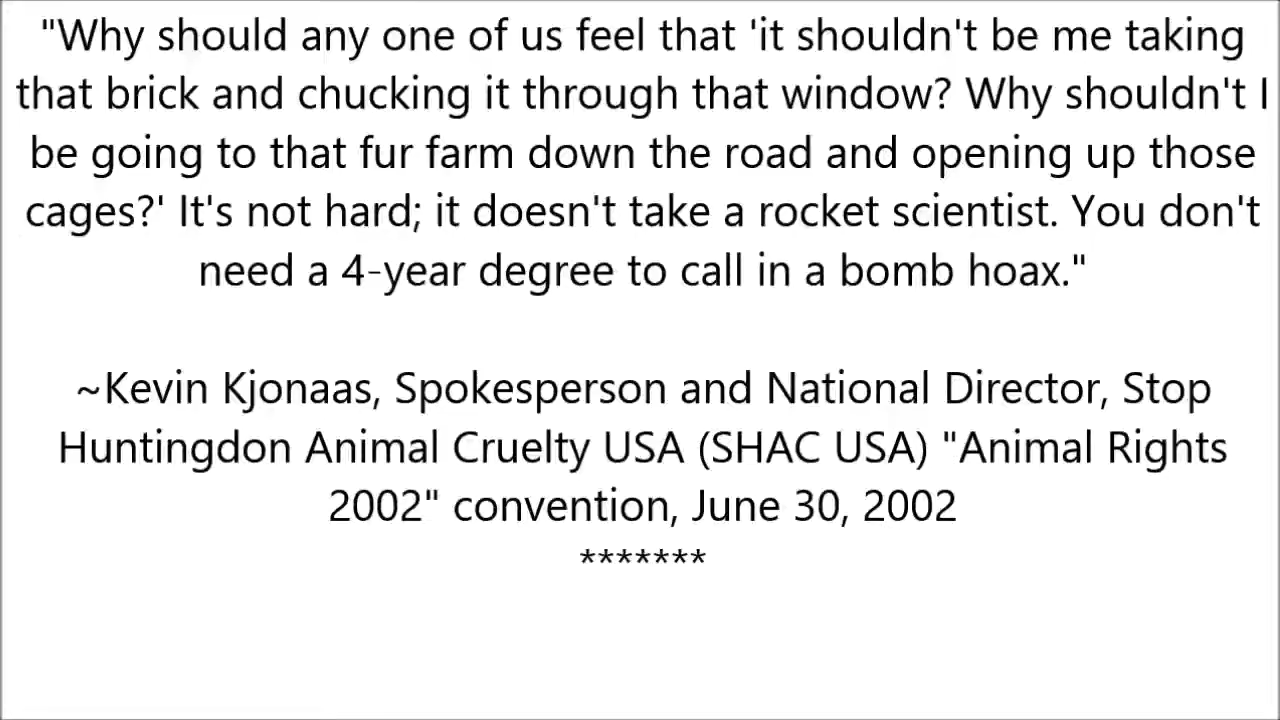 "Why should any one of us feel that 'it shouldn't be me taking
that brick and chucking it through that window? Why shouldn't I
be going to that fur farm down the road and opening up those
cages?' It's not hard; it doesn't take a rocket scientist. You don't
need a 4-year degree to call in a bomb hoax."
~Kevin Kjonaas, Spokesperson and National Director, Stop
Huntingdon Animal Cruelty USA (SHAC USA) "Animal Rights
2002" convention, June 30, 2002
*******